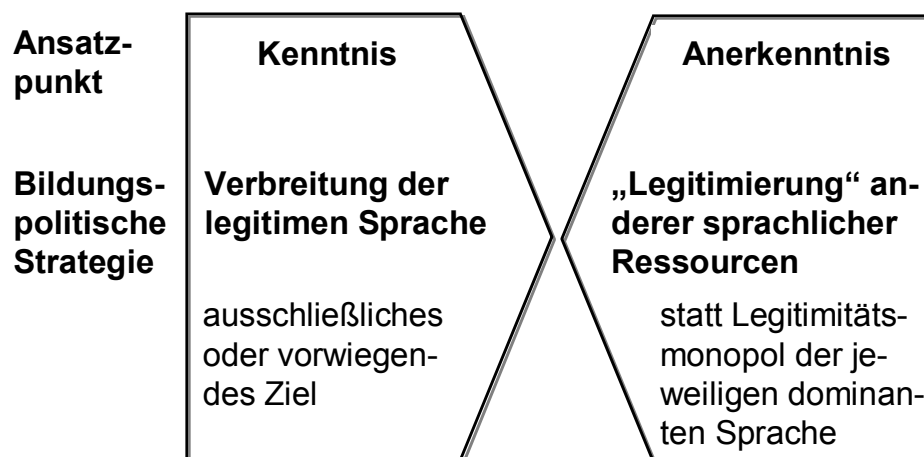 Ansatz-
punkt
Kenntnis
Anerkenntnis
Bildungs-
politische
Strategie
Verbreitung der
legitimen Sprache
„Legitimierung“ an-
derer sprachlicher
Ressourcen
ausschließliches
oder vorwiegen-
des Ziel
statt Legitimitäts-
monopol der je-
weiligen dominan-
ten Sprache